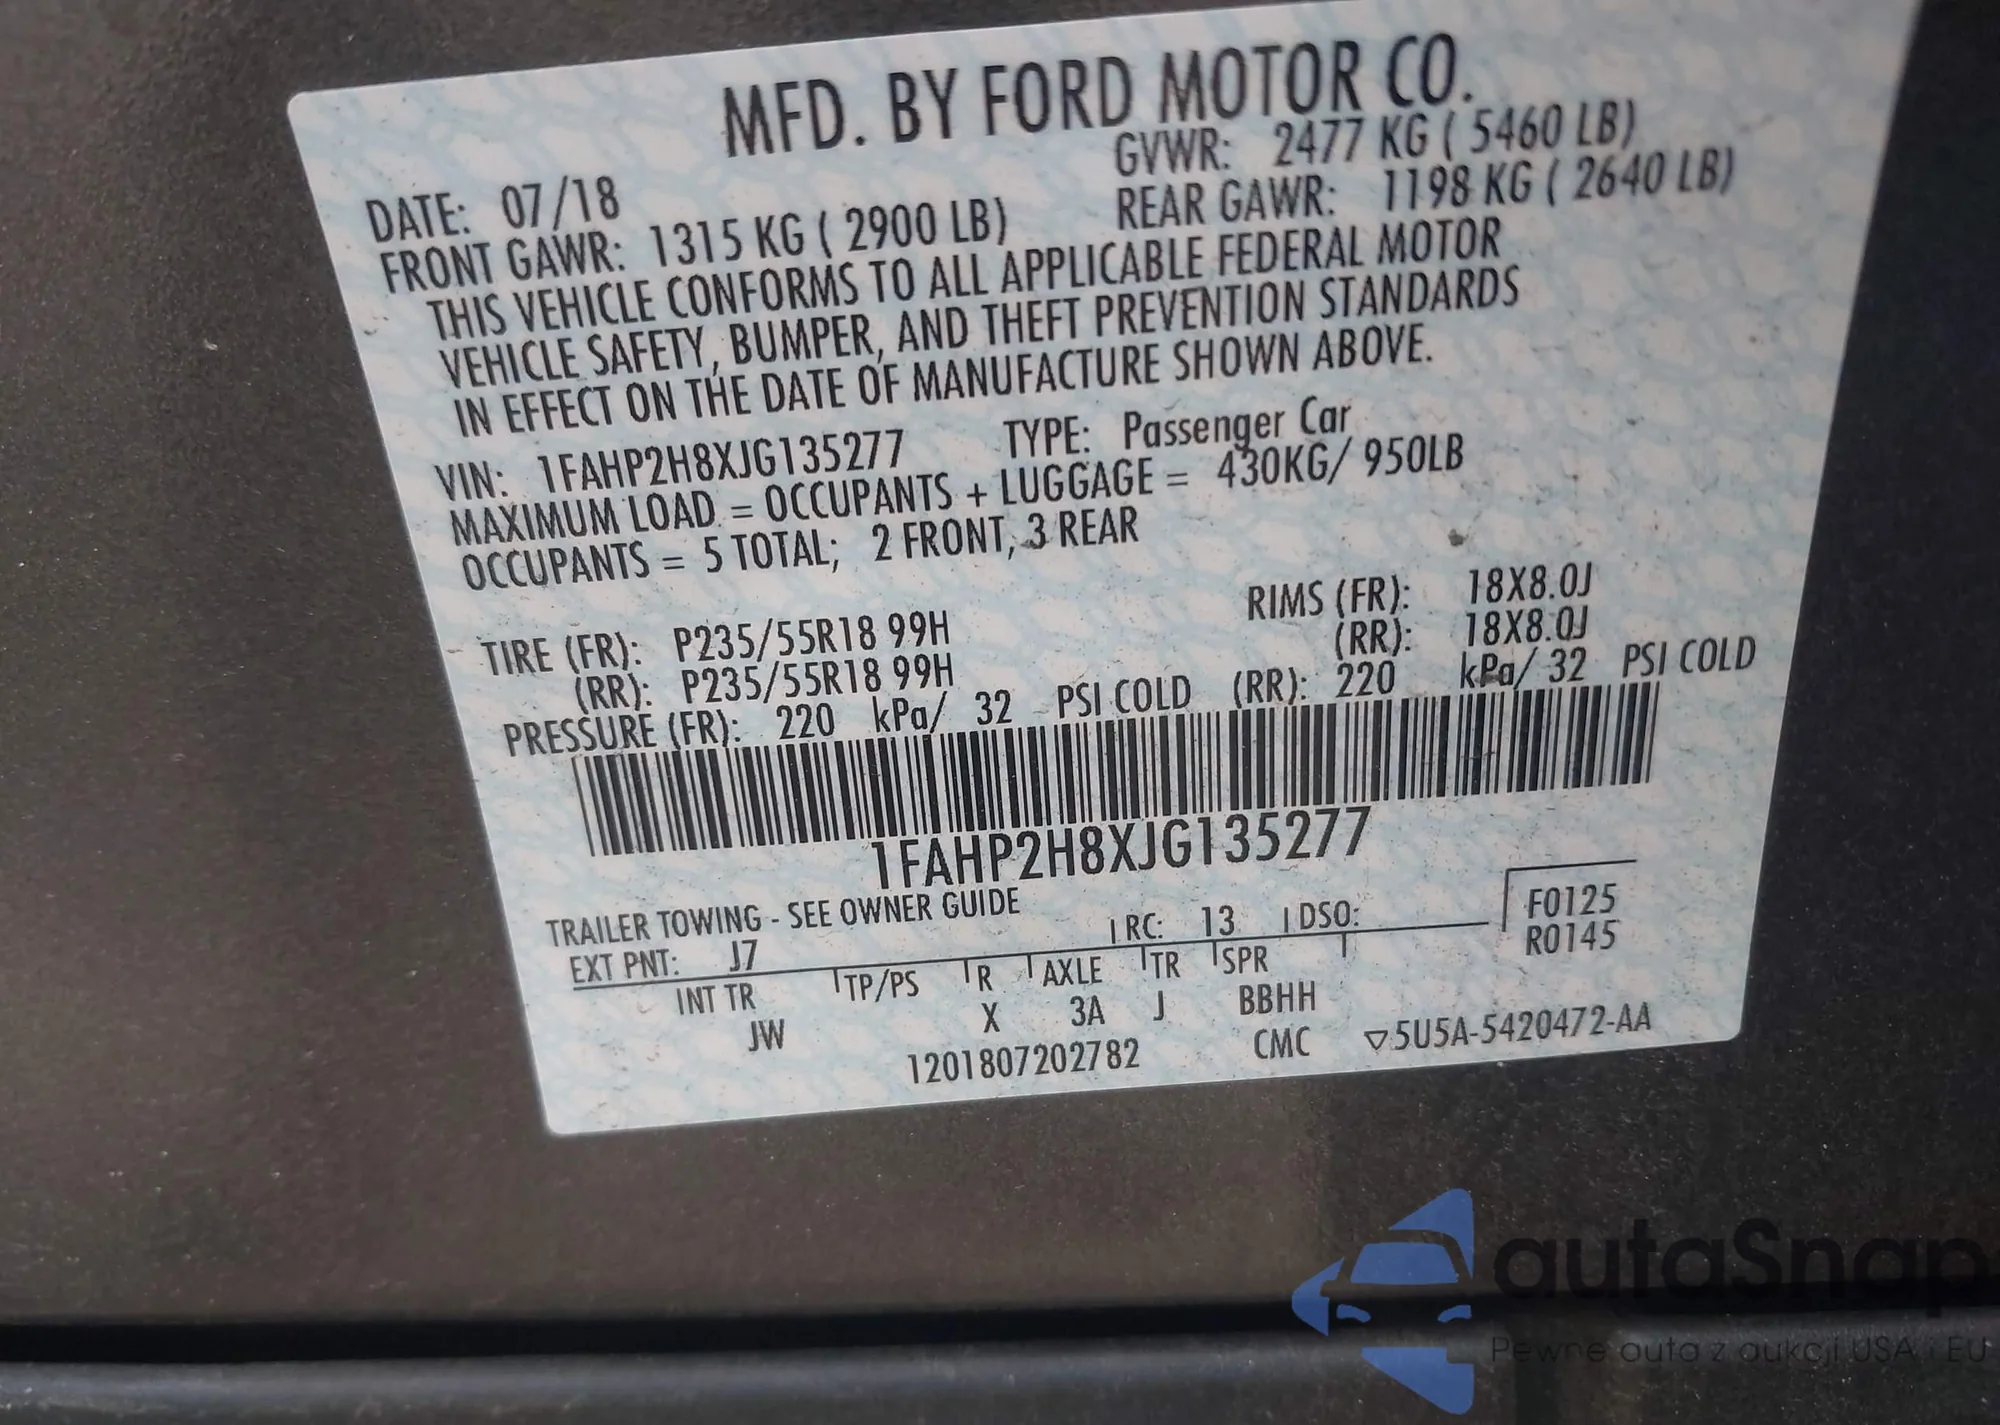 MFD. BY FORD MOTOR CO.
DATE: 07/18 GVWR: 2477 KG ( 5460 LB)
FRONT GAWR: 1315 KG ( 2900 LB) REAR GAWR: 1198 KG ( 2640 LB)
THIS VEHICLE CONFORMS TO ALL APPLICABLE FEDERAL MOTOR
VEHICLE SAFETY, BUMPER, AND THEFT PREVENTION STANDARDS
IN EFFECT ON THE DATE OF MANUFACTURE SHOWN ABOVE.
VIN: 1FAHP2H8XJG135277 TYPE: Passenger Car
MAXIMUM LOAD = OCCUPANTS + LUGGAGE = 430KG/ 950LB
OCCUPANTS = 5 TOTAL; 2 FRONT, 3 REAR
TIRE (FR): P235/55R18 99H RIMS (FR): 18X8.0J
(RR): P235/55R18 99H (RR): 18X8.0J
PRESSURE (FR): 220 kPa/ 32 PSI COLD (RR): 220 kPa/ 32 PSI COLD
1FAHP2H8XJG135277
TRAILER TOWING - SEE OWNER GUIDE
EXT PNT: J7 RC: 13 DSO: F0125
R0145
INT TR TP/PS R AXLE TR SPR
JW X 3A J BBHH
1201807202782 CMC ▽5U5A-5420472-AA
autaSnap
Pewne auta z aukcji USA i EU